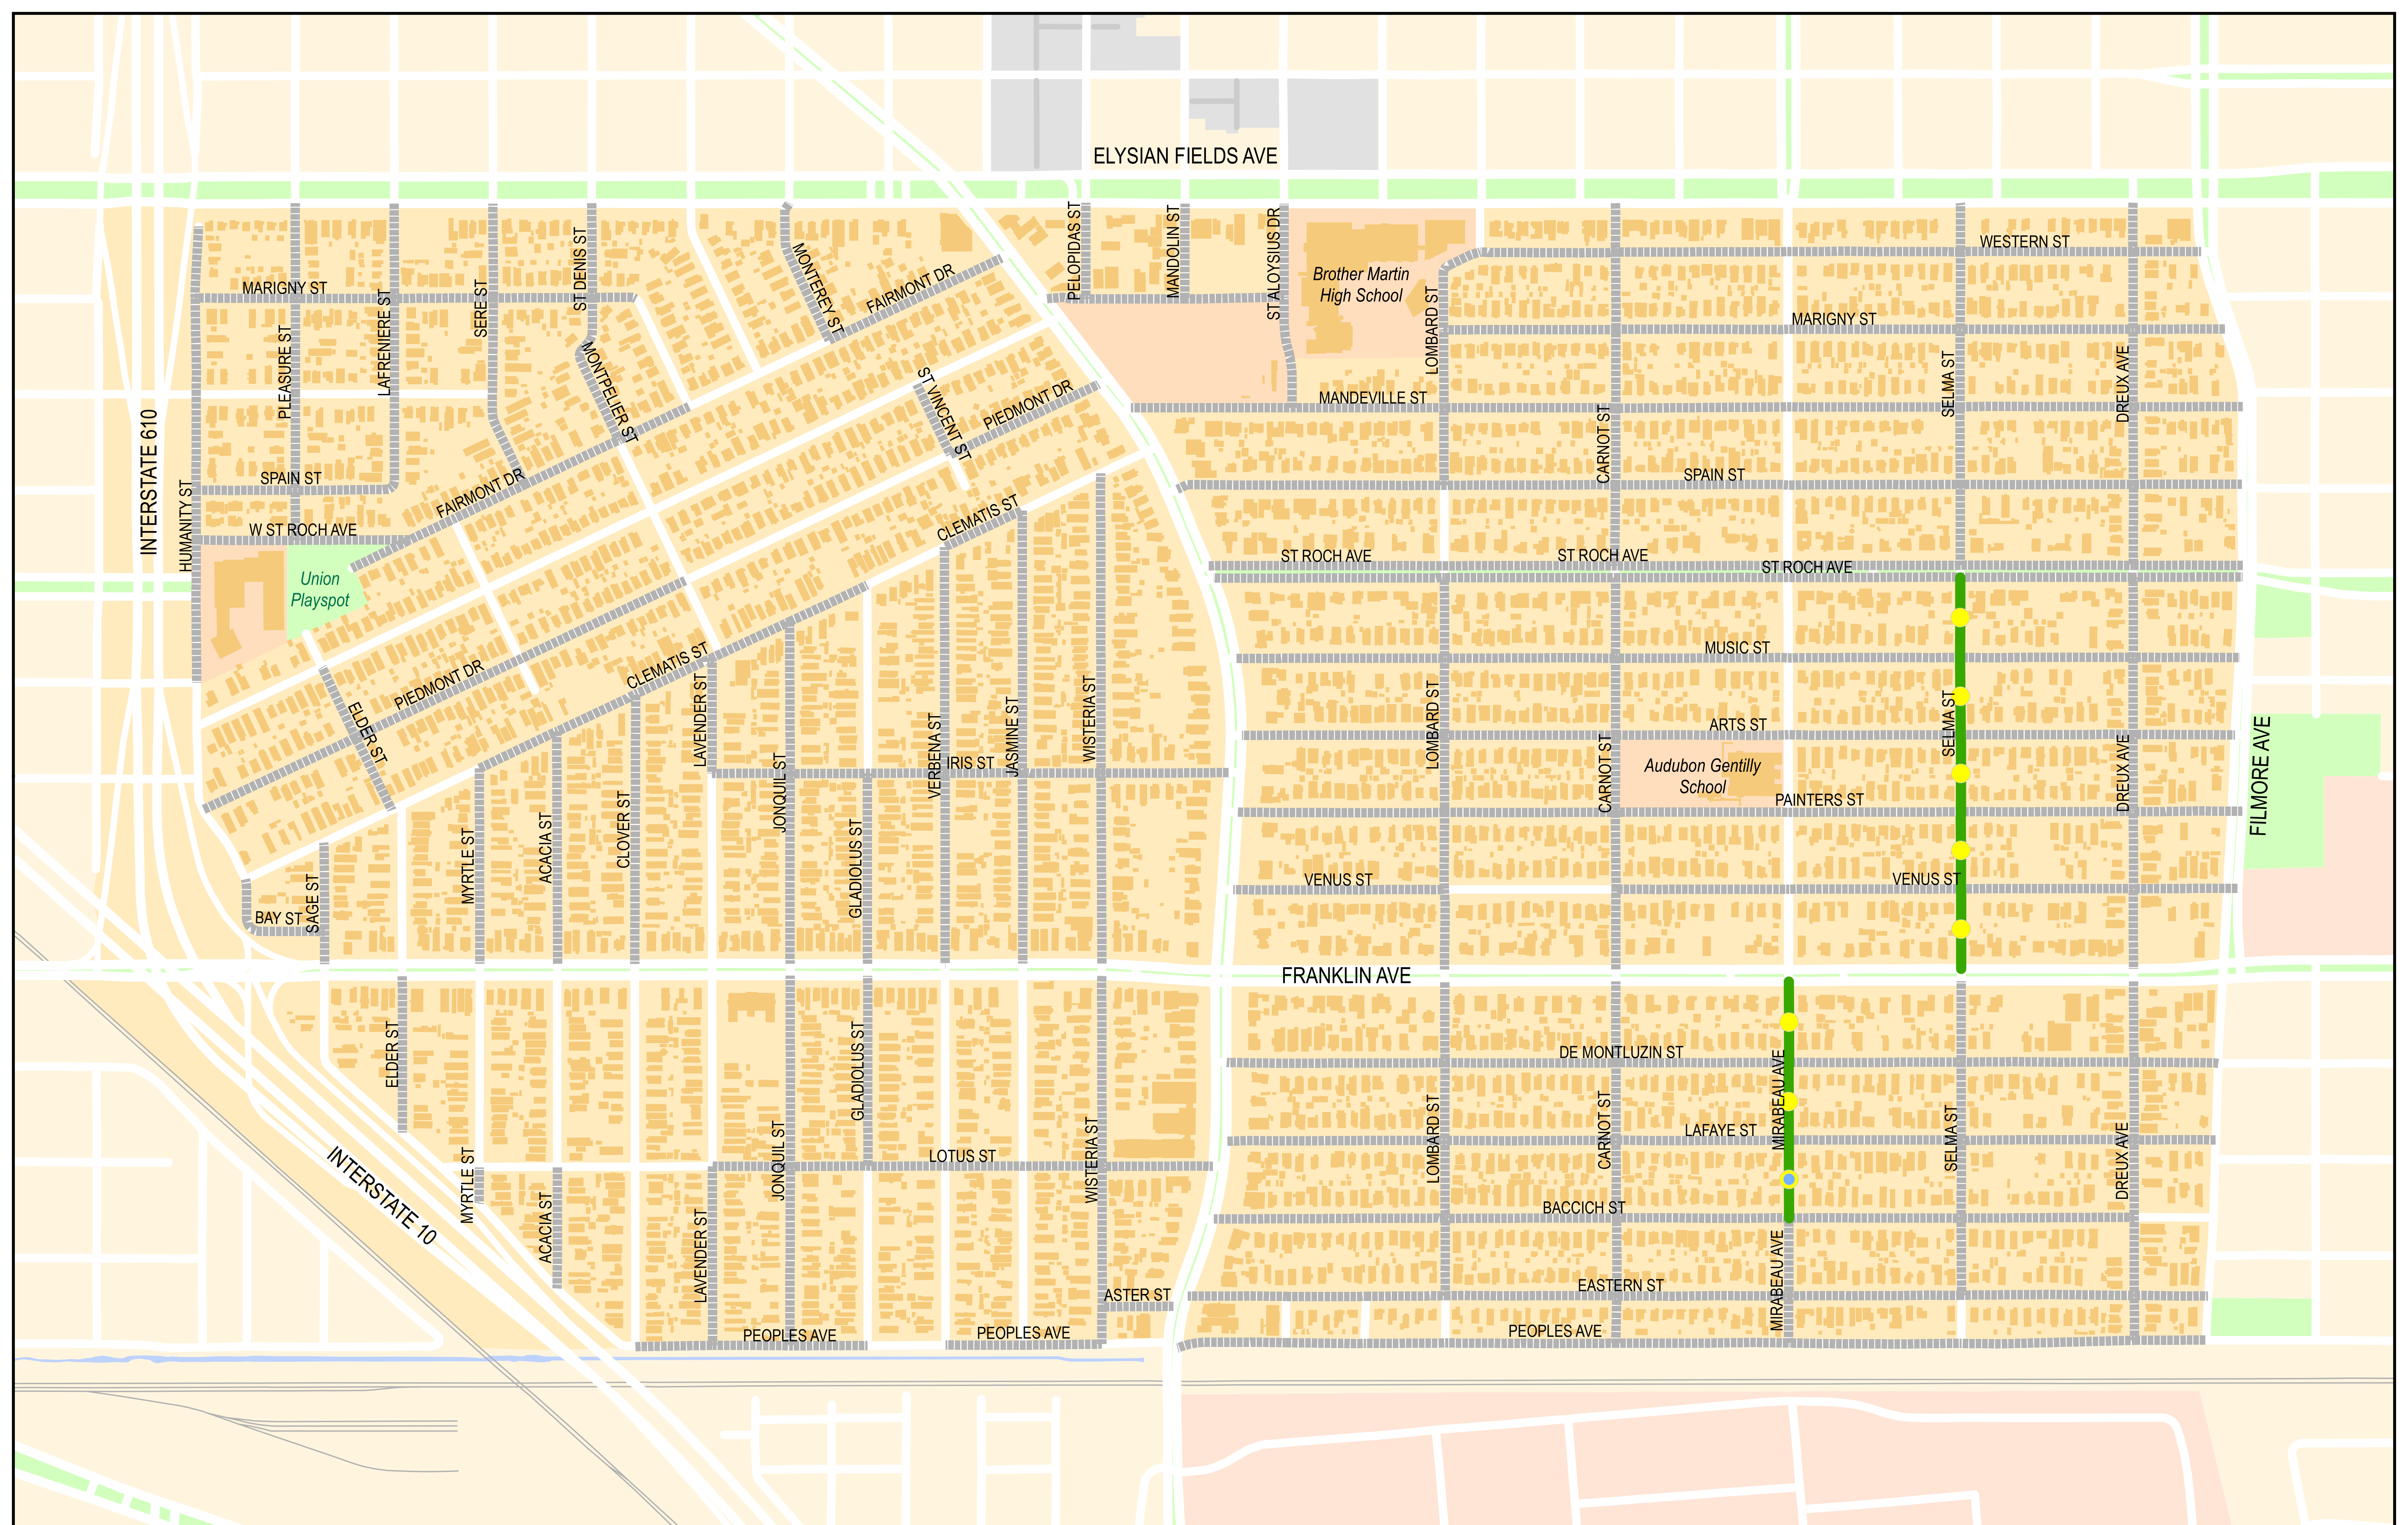 ELYSIAN FIELDS AVE
PELOPIDAS ST
MANDOLIN ST
ST ALOYSIUS DR
WESTERN ST
ST DENIS ST
MONTEREY ST
FAIRMONT DR
Brother Martin
High School
MARIGNY ST
LAFRENIERE ST
SERE ST
PLEASURE ST
MONTPELIER ST
LOMBARD ST
MARIGNY ST
SELMA ST
DREUX AVE
ST VINCENT ST
PIEDMONT DR
MANDEVILLE ST
CARNOT ST
INTERSTATE 610
HUMANITY ST
SPAIN ST
FAIRMONT DR
SPAIN ST
W ST ROCH AVE
CLEMATIS ST
ST ROCH AVE
ST ROCH AVE
ST ROCH AVE
Union
Playspot
MUSIC ST
CLEMATIS ST
PIEDMONT DR
ELDER ST
LAVENDER ST
VERBENA ST
JASMINE ST
WISTERIA ST
LOMBARD ST
ARTS ST
SELMA ST
CARNOT ST
Audubon Gentilly
School
DREUX AVE
FILMORE AVE
IRIS ST
JONQUIL ST
PAINTERS ST
MYRTLE ST
ACACIA ST
CLOVER ST
GLADIOLUS ST
VENUS ST
VENUS ST
SAGE ST
BAY ST
FRANKLIN AVE
ELDER ST
GLADIOLUS ST
DE MONTLUZIN ST
MIRABEAU AVE
LOMBARD ST
CARNOT ST
LAFAYE ST
SELMA ST
DREUX AVE
INTERSTATE 10
MYRTLE ST
JONQUIL ST
LOTUS ST
WISTERIA ST
ACACIA ST
LAVENDER ST
BACCICH ST
MIRABEAU AVE
ASTER ST
EASTERN ST
PEOPLES AVE
PEOPLES AVE
PEOPLES AVE